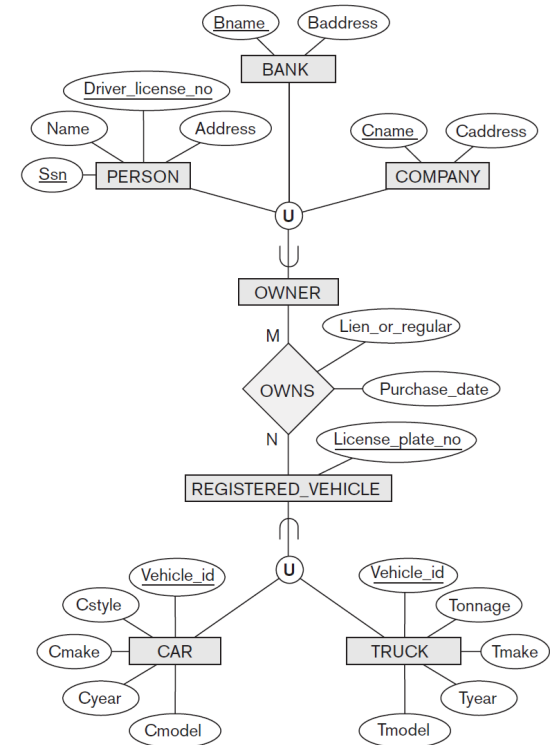 Bname
Baddress
BANK
Driver_license_no
Name
Address
Cname
Caddress
Ssn
PERSON
COMPANY
U
OWNER
M
Lien_or_regular
OWNS
Purchase_date
N
License_plate_no
REGISTERED_VEHICLE
U
Vehicle_id
Vehicle_id
Cstyle
Tonnage
Cmake
CAR
TRUCK
Tmake
Cyear
Tyear
Cmodel
Tmodel